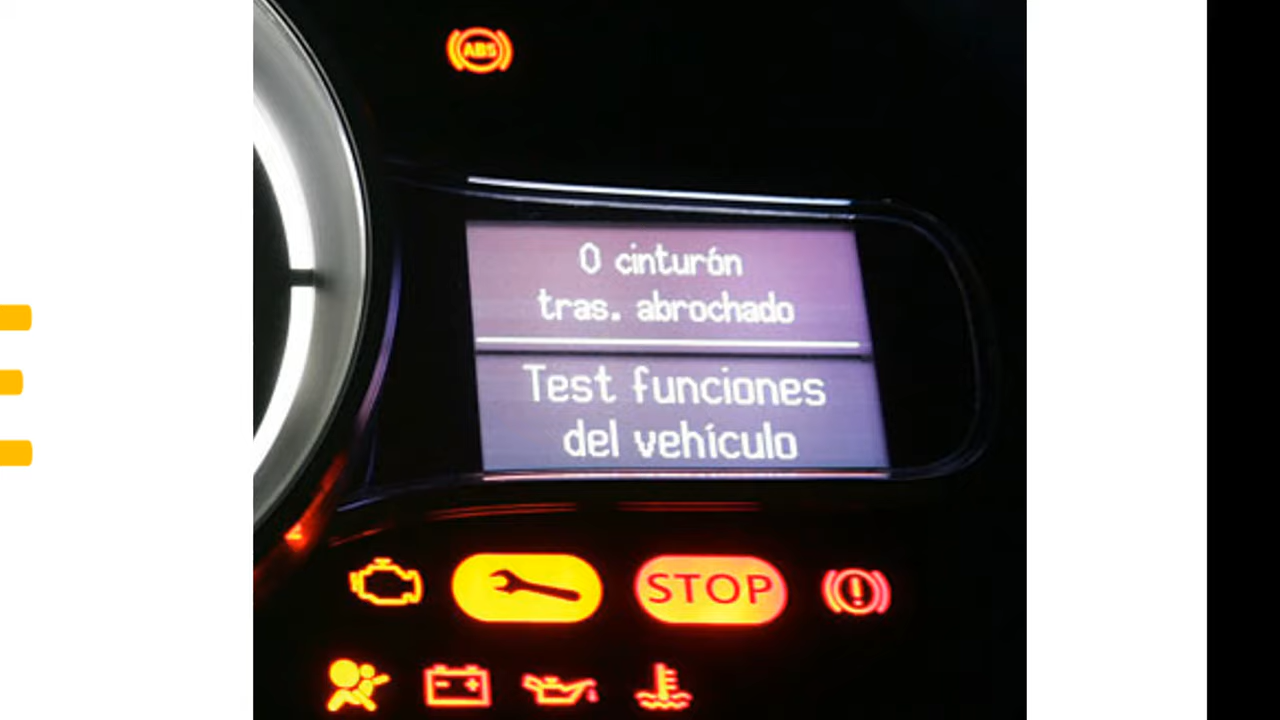 ABS
0 cinturón
tras. abrochado
Test funciones
del vehículo
STOP